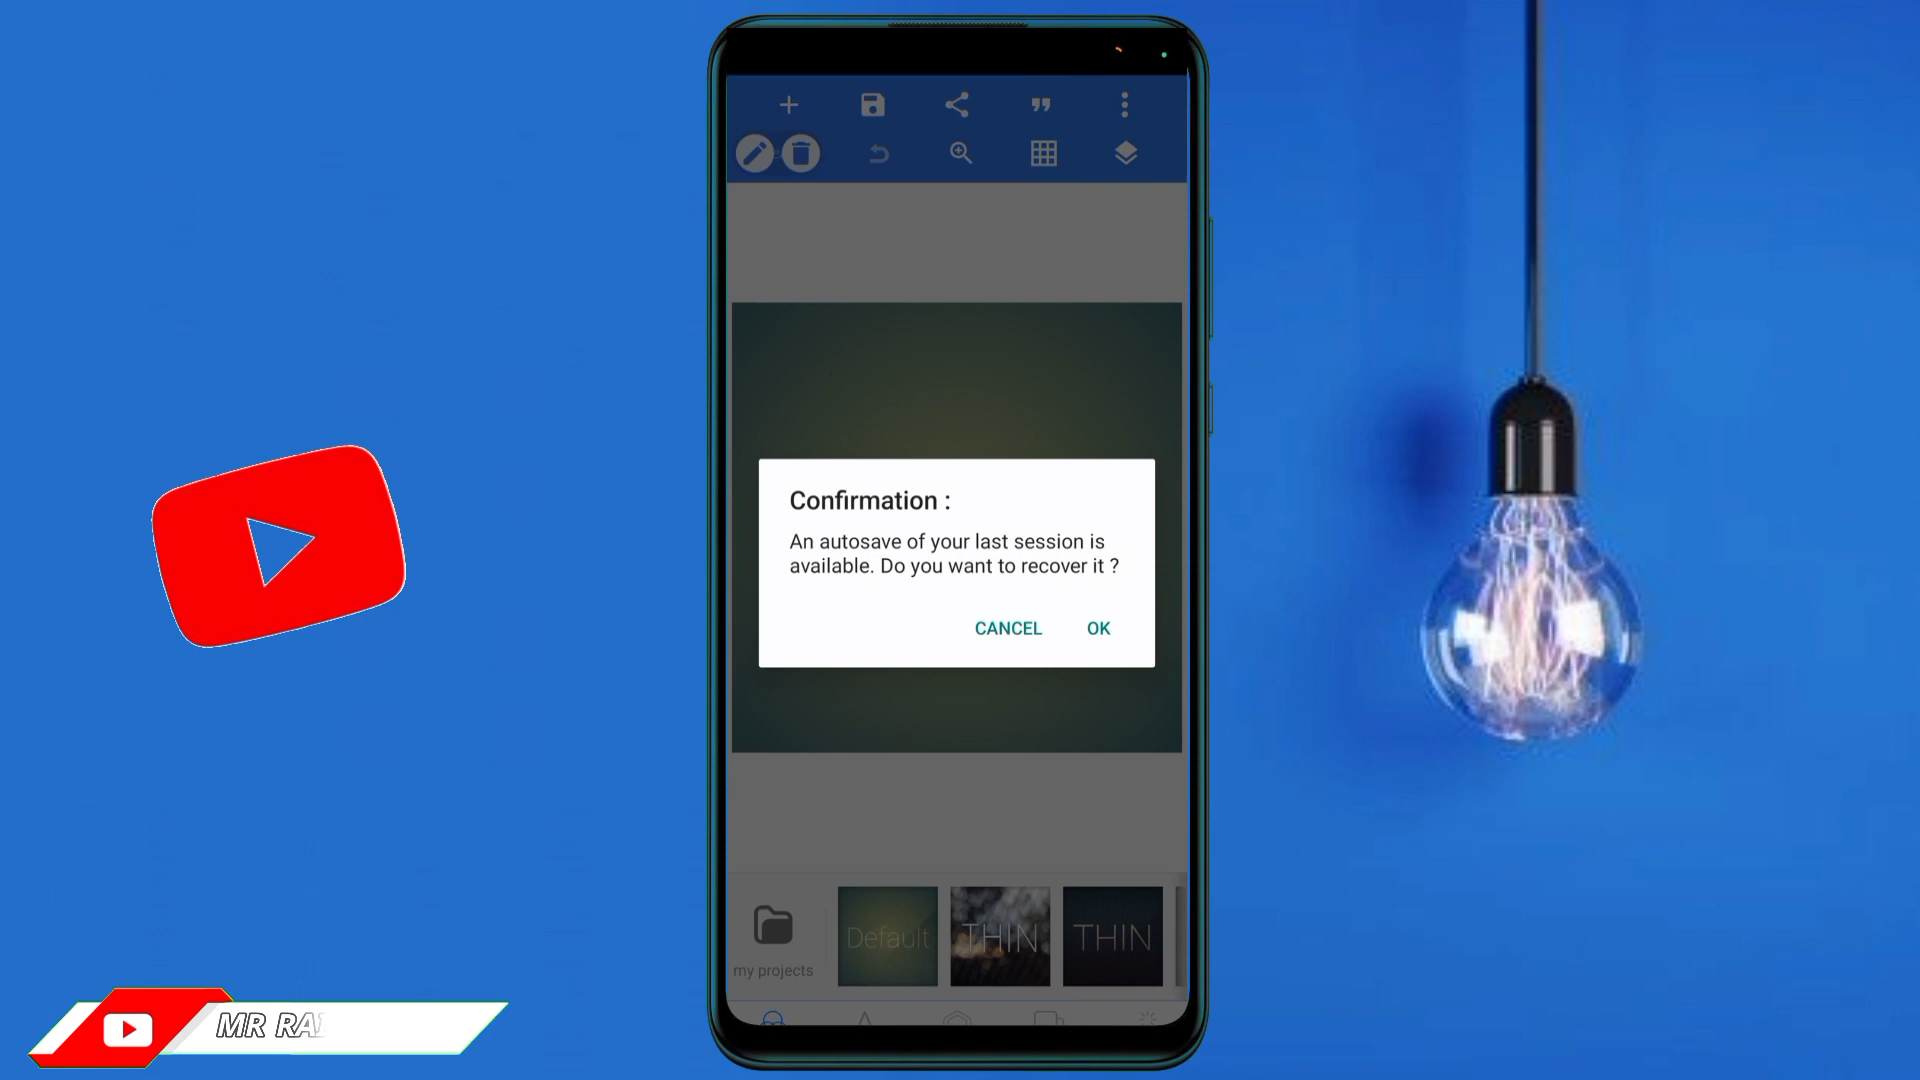 Confirmation :
An autosave of your last session is
available. Do you want to recover it ?
CANCEL OK
Default
THIN
THIN
my projects
MR